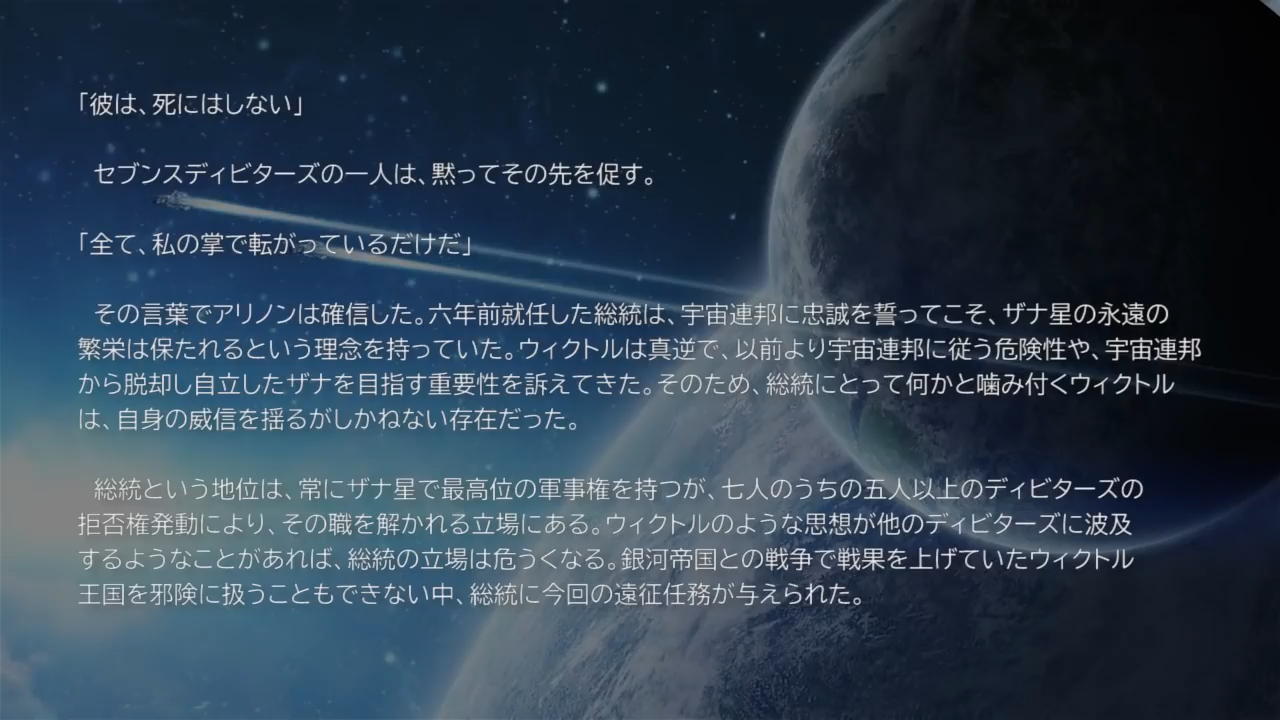 「彼は、死にはしない」
セブンスディビターズの一人は、黙ってその先を促す。
「全て、私の掌で転がっているだけだ」
その言葉でアリノンは確信した。六年前就任した総統は、宇宙連邦に忠誠を誓ってこそ、ザナ星の永遠の
繁栄は保たれるという理念を持っていた。ウィクトルは真逆で、以前より宇宙連邦に従う危険性や、宇宙連邦
から脱却し自立したザナを目指す重要性を訴えてきた。そのため、総統にとって何かと噛み付くウィクトル
は、自身の威信を揺るがしかねない存在だった。
総統という地位は、常にザナ星で最高位の軍事権を持つが、七人のうちの五人以上のディビターズの
拒否権発動により、その職を解かれる立場にある。ウィクトルのような思想が他のディビターズに波及
するようなことがあれば、総統の立場は危うくなる。銀河帝国との戦争で戦果を上げていたウィクトル
王国を邪険に扱うこともできない中、総統に今回の遠征任務が与えられた。